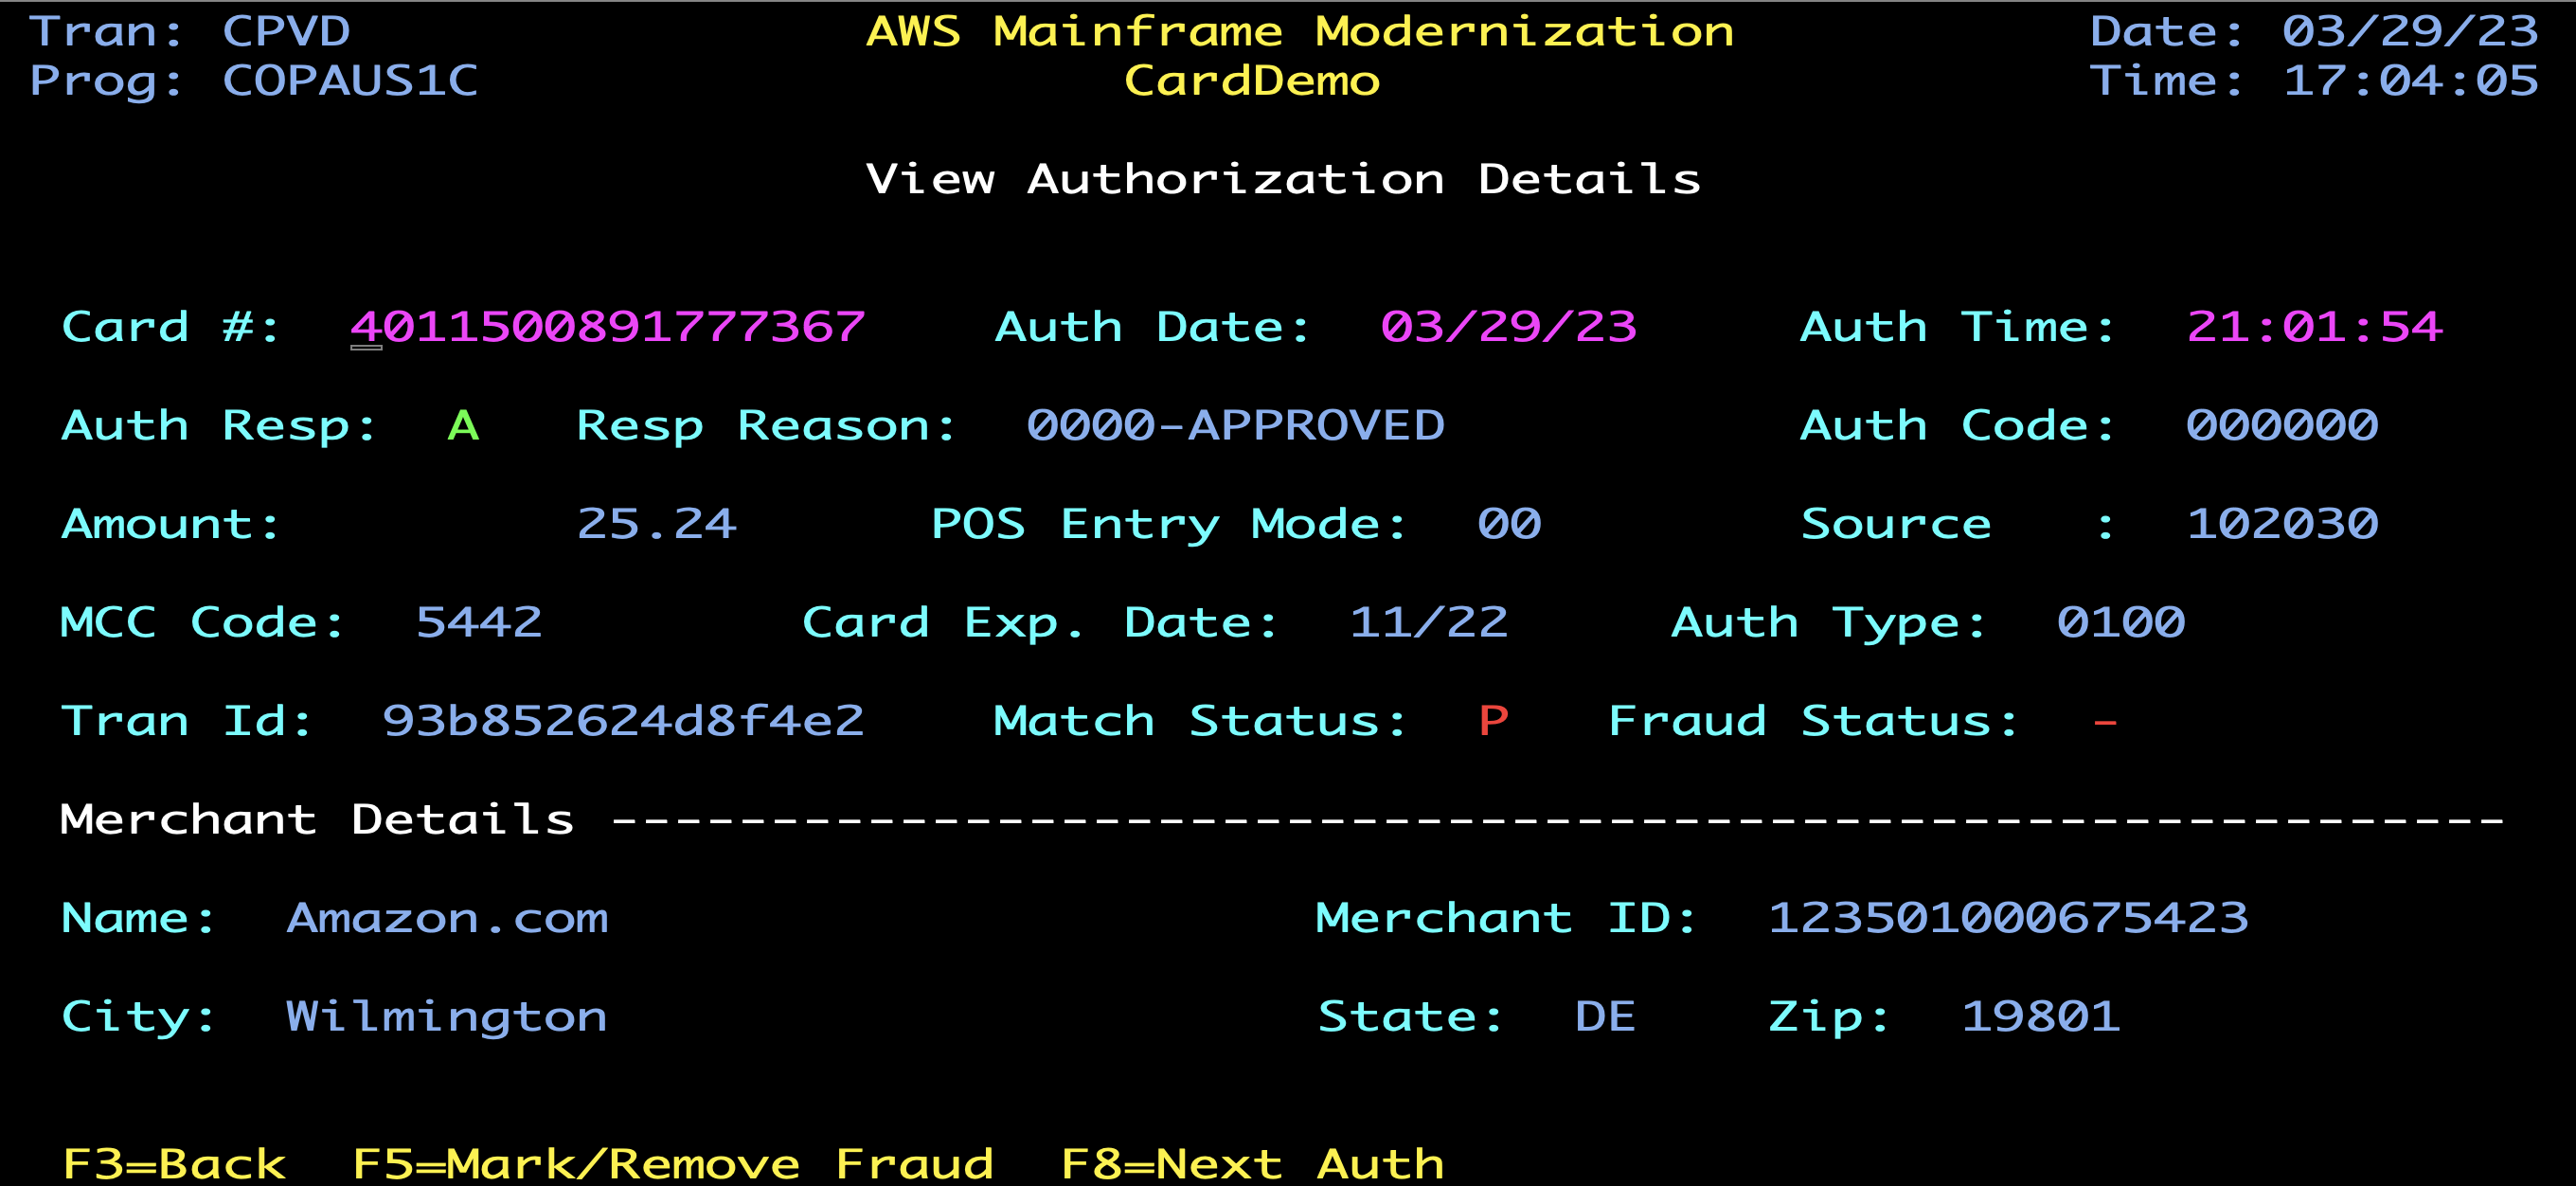 Tran: CPVD AWS Mainframe Modernization Date: 03/29/23
Prog: COPAUS1C CardDemo Time: 17:04:05
View Authorization Details
Card #: 4011500891777367 Auth Date: 03/29/23 Auth Time: 21:01:54
Auth Resp: A Resp Reason: 0000-APPROVED Auth Code: 000000
Amount: 25.24 POS Entry Mode: 00 Source : 102030
MCC Code: 5442 Card Exp. Date: 11/22 Auth Type: 0100
Tran Id: 93b852624d8f4e2 Match Status: P Fraud Status: -
Merchant Details -----------------------------------------------------------
Name: Amazon.com Merchant ID: 123501000675423
City: Wilmington State: DE Zip: 19801
F3=Back F5=Mark/Remove Fraud F8=Next Auth